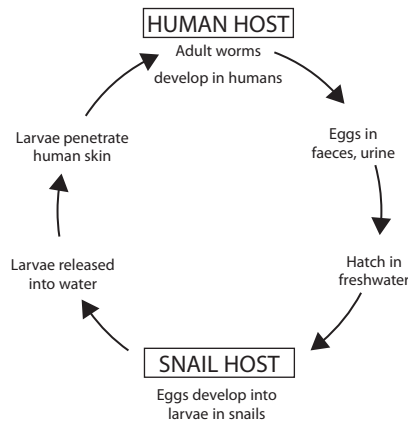 HUMAN HOST
Adult worms
develop in humans
Eggs in
faeces, urine
Hatch in
freshwater
SNAIL HOST
Eggs develop into
larvae in snails
Larvae released
into water
Larvae penetrate
human skin